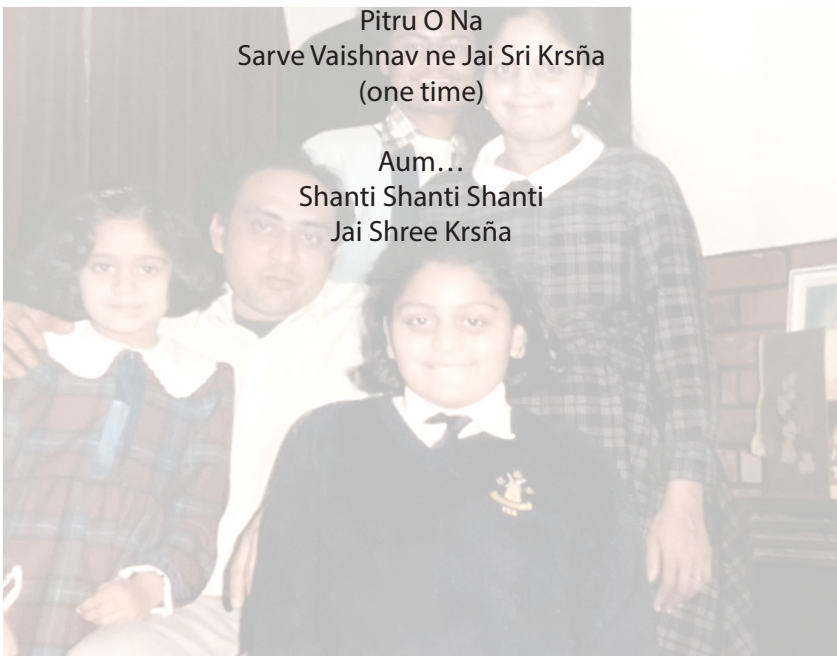 Pitru O Na
Sarve Vaishnav ne Jai Sri Krsña
(one time)
Aum…
Shanti Shanti Shanti
Jai Shree Krsña